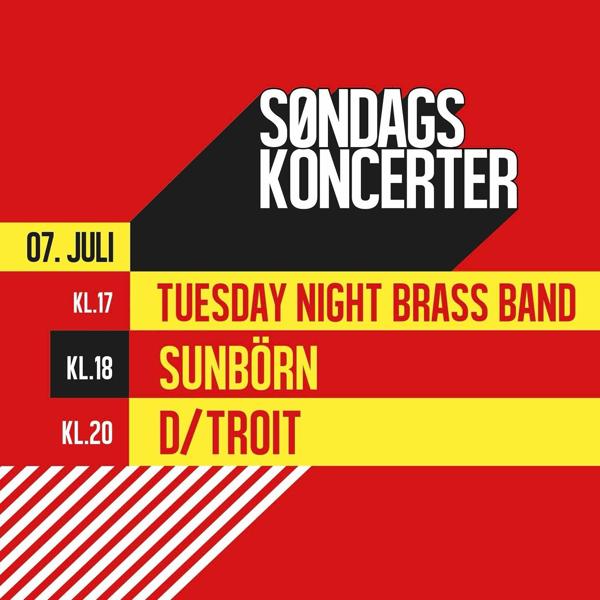 SØNDAGS
KONCERTER
07. JULI
KL.17 TUESDAY NIGHT BRASS BAND
KL.18 SUNBÖRN
KL.20 D/TROIT